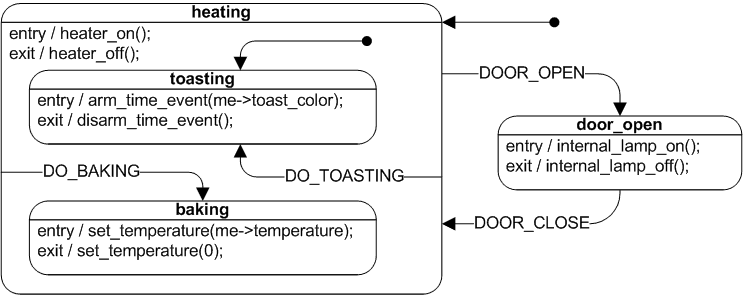 heating
entry / heater_on();
exit / heater_off();
toasting
entry / arm_time_event(me->toast_color);
exit / disarm_time_event();
DO_BAKING
DO_TOASTING
baking
entry / set_temperature(me->temperature);
exit / set_temperature(0);
DOOR_OPEN
door_open
entry / internal_lamp_on();
exit / internal_lamp_off();
DOOR_CLOSE